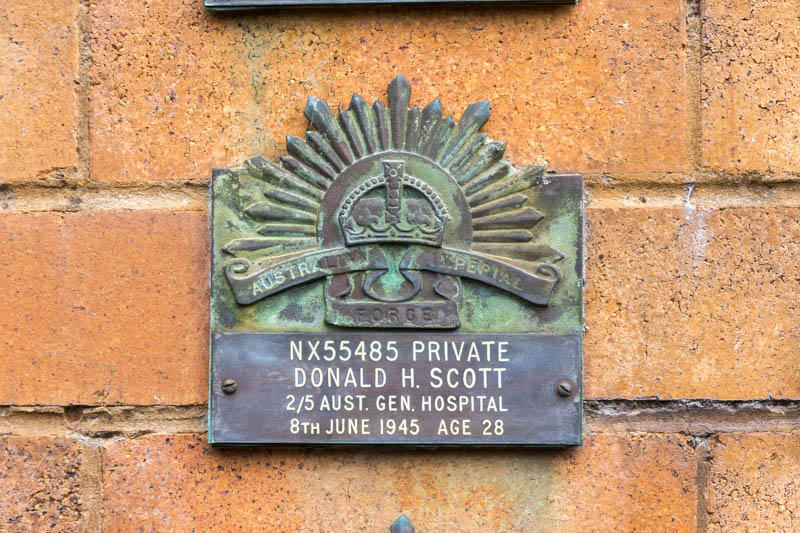 AUSTRALIAN IMPERIAL
FORCE
NX55485 PRIVATE
DONALD H. SCOTT
2/5 AUST. GEN. HOSPITAL
8TH JUNE 1945 AGE 28